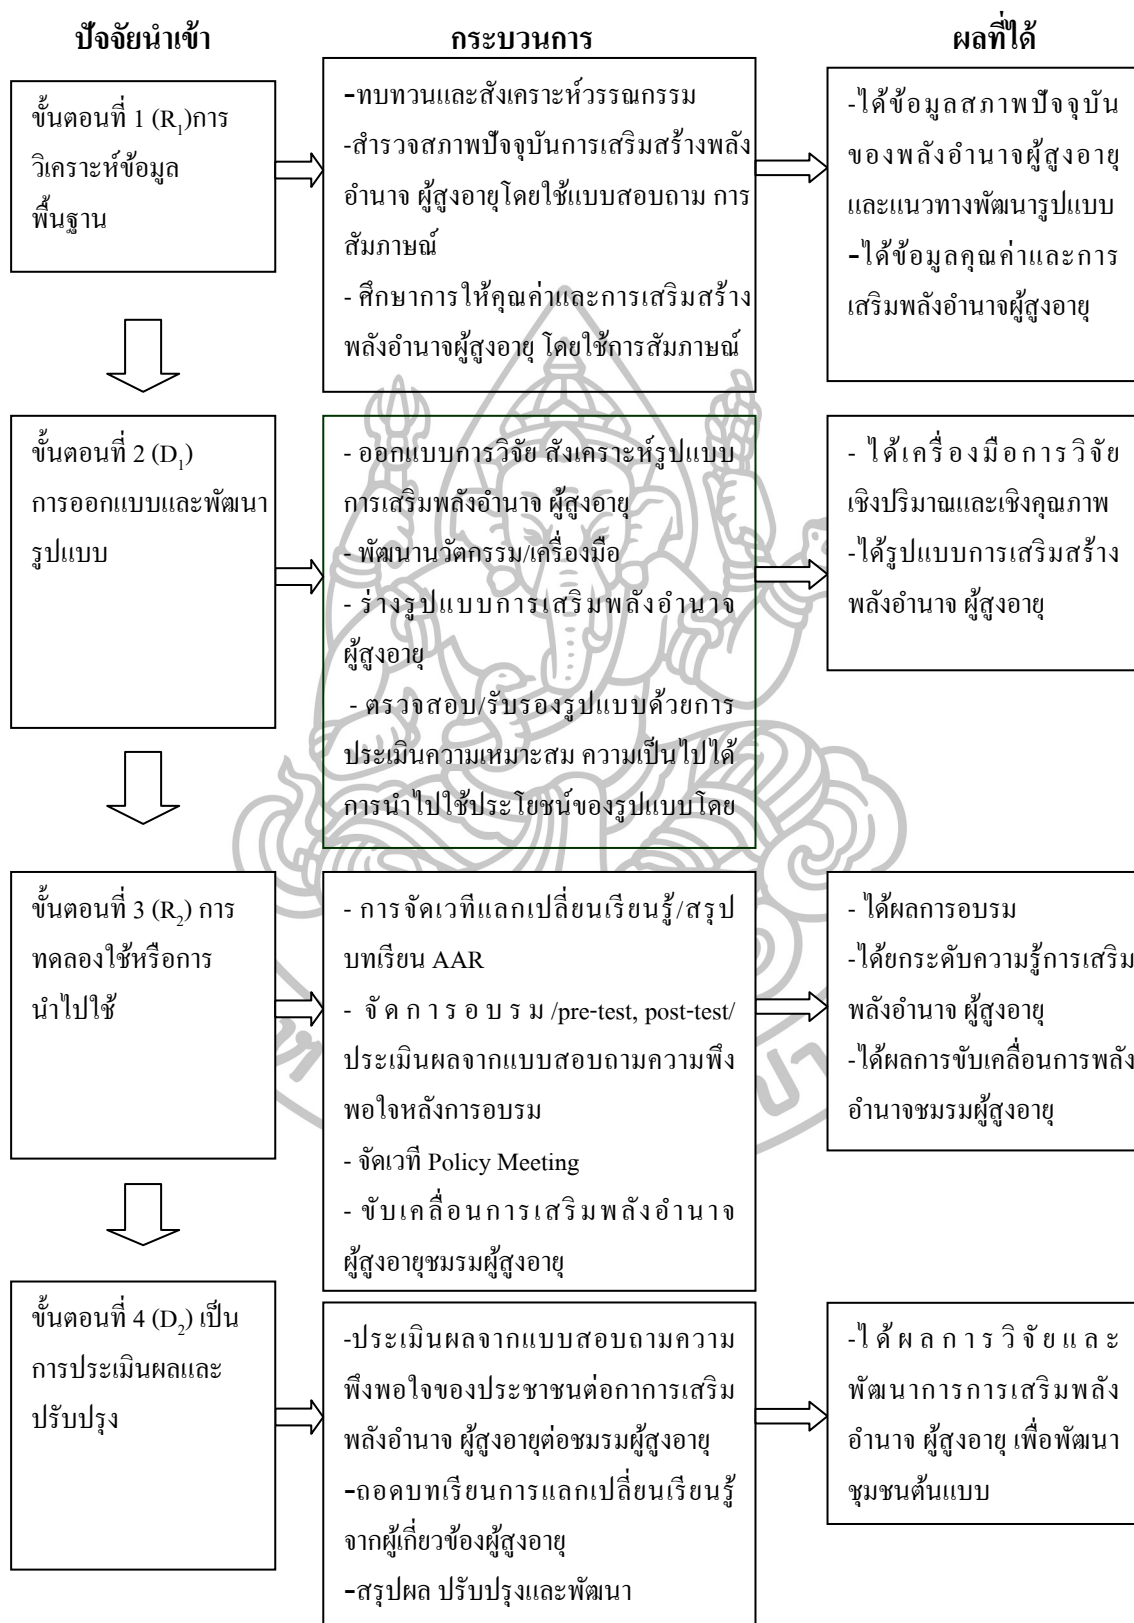 ปัจจัยนำเข้า
กระบวนการ
ผลที่ได้
ขั้นตอนที่ 1 (R₁)การ
วิเคราะห์ข้อมูล
พื้นฐาน
-ทบทวนและสังเคราะห์วรรณกรรม
-สำรวจสภาพปัจจุบันการเสริมสร้างพลัง
อำนาจ ผู้สูงอายุโดยใช้แบบสอบถาม การ
สัมภาษณ์
- ศึกษาการให้คุณค่าและการเสริมสร้าง
พลังอำนาจผู้สูงอายุ โดยใช้การสัมภาษณ์
-ได้ข้อมูลสภาพปัจจุบัน
ของพลังอำนาจผู้สูงอายุ
และแนวทางพัฒนารูปแบบ
-ได้ข้อมูลคุณค่าและการ
เสริมพลังอำนาจผู้สูงอายุ
ขั้นตอนที่ 2 (D₁)
การออกแบบและพัฒนา
รูปแบบ
- ออกแบบการวิจัย สังเคราะห์รูปแบบ
การเสริมพลังอำนาจ ผู้สูงอายุ
- พัฒนานวัตกรรม/เครื่องมือ
- ร่างรูปแบบการเสริมพลังอำนาจ
ผู้สูงอายุ
- ตรวจสอบ/รับรองรูปแบบด้วยการ
ประเมินความเหมาะสม ความเป็นไปได้
การนำไปใช้ประโยชน์ของรูปแบบโดย
- ได้เครื่องมือการวิจัย
เชิงปริมาณและเชิงคุณภาพ
-ได้รูปแบบการเสริมสร้าง
พลังอำนาจ ผู้สูงอายุ
ขั้นตอนที่ 3 (R₂) การ
ทดลองใช้หรือการ
นำไปใช้
- การจัดเวทีแลกเปลี่ยนเรียนรู้/สรุป
บทเรียน AAR
- จัดการอบรม/pre-test, post-test/
ประเมินผลจากแบบสอบถามความพึง
พอใจหลังการอบรม
- จัดเวที Policy Meeting
- ขับเคลื่อนการเสริมพลังอำนาจ
ผู้สูงอายุชมรมผู้สูงอายุ
- ได้ผลการอบรม
-ได้ยกระดับความรู้การเสริม
พลังอำนาจ ผู้สูงอายุ
-ได้ผลการขับเคลื่อนการพลัง
อำนาจชมรมผู้สูงอายุ
ขั้นตอนที่ 4 (D₂) เป็น
การประเมินผลและ
ปรับปรุง
-ประเมินผลจากแบบสอบถามความ
พึงพอใจของประชาชนต่อกาการเสริม
พลังอำนาจ ผู้สูงอายุต่อชมรมผู้สูงอายุ
-ถอดบทเรียนการแลกเปลี่ยนเรียนรู้
จากผู้เกี่ยวข้องผู้สูงอายุ
-สรุปผล ปรับปรุงและพัฒนา
-ได้ผลการวิจัยและ
พัฒนาการการเสริมพลัง
อำนาจ ผู้สูงอายุ เพื่อพัฒนา
ชุมชนต้นแบบ